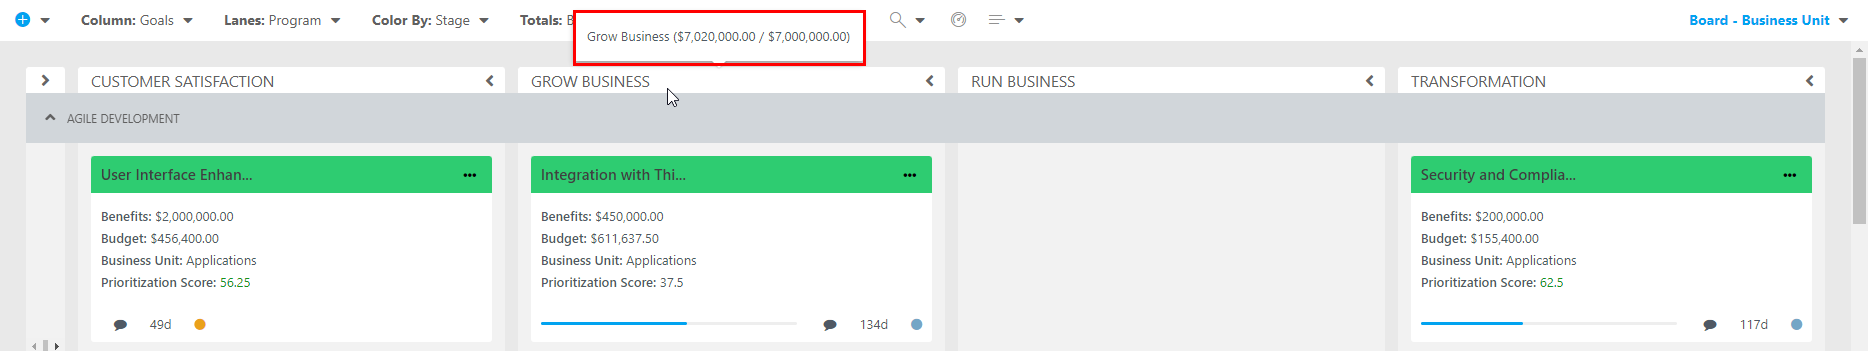 Column: Goals Lanes: Program Color By: Stage Totals: B Board - Business Unit
Grow Business ($7,020,000.00 / $7,000,000.00)
CUSTOMER SATISFACTION GROW BUSINESS RUN BUSINESS TRANSFORMATION
AGILE DEVELOPMENT
User Interface Enhan...
Benefits: $2,000,000.00
Budget: $456,400.00
Business Unit: Applications
Prioritization Score: 56.25
49d
Integration with Thi...
Benefits: $450,000.00
Budget: $611,637.50
Business Unit: Applications
Prioritization Score: 37.5
134d
Security and Complia...
Benefits: $200,000.00
Budget: $155,400.00
Business Unit: Applications
Prioritization Score: 62.5
117d